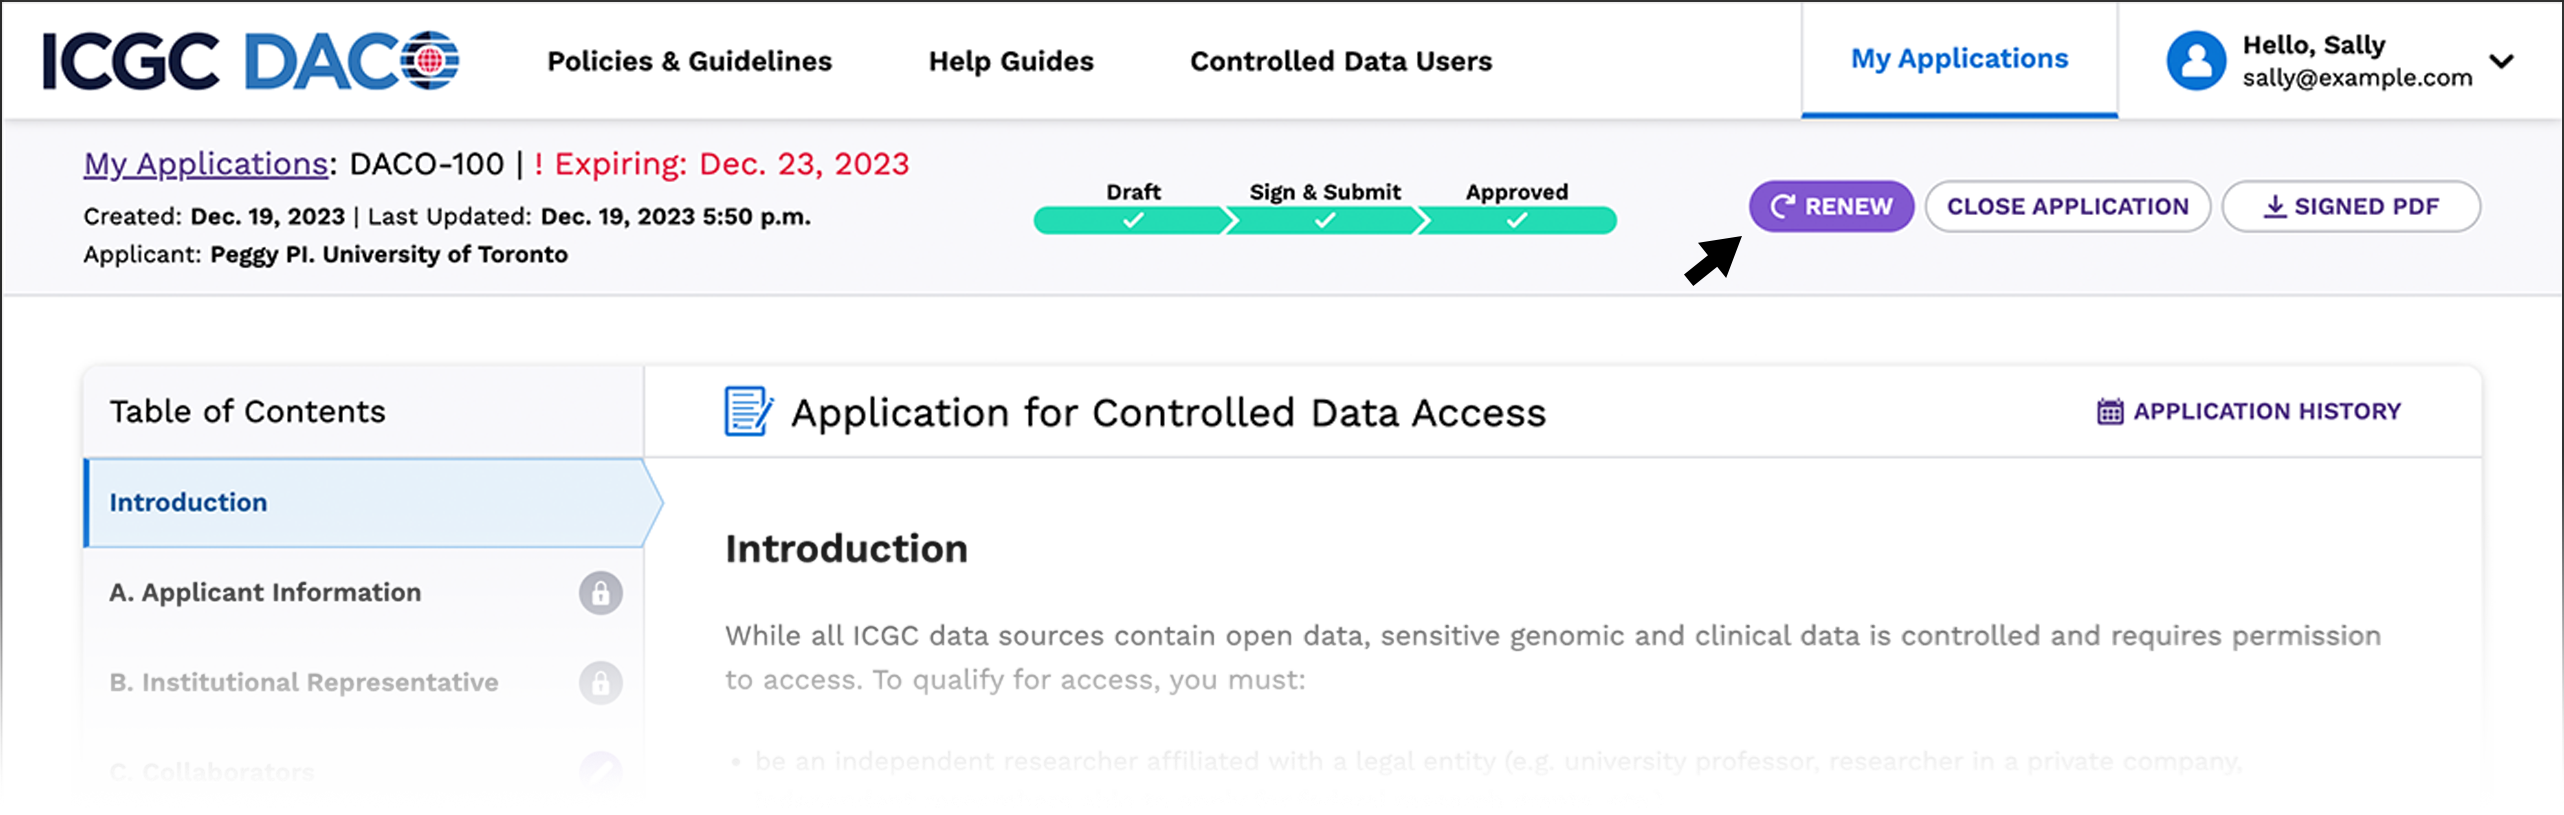 ICGC DACO
Policies & Guidelines
Help Guides
Controlled Data Users
My Applications
Hello, Sally
sally@example.com
My Applications: DACO-100 | ! Expiring: Dec. 23, 2023
Created: Dec. 19, 2023 | Last Updated: Dec. 19, 2023 5:50 p.m.
Applicant: Peggy PI. University of Toronto
Draft
Sign & Submit
Approved
RENEW
CLOSE APPLICATION
SIGNED PDF
Table of Contents
Introduction
A. Applicant Information
B. Institutional Representative
C. Collaborators
Application for Controlled Data Access
APPLICATION HISTORY
Introduction
While all ICGC data sources contain open data, sensitive genomic and clinical data is controlled and requires permission
to access. To qualify for access, you must:
• be an independent researcher affiliated with a legal entity (e.g. university professor, researcher in a private company,